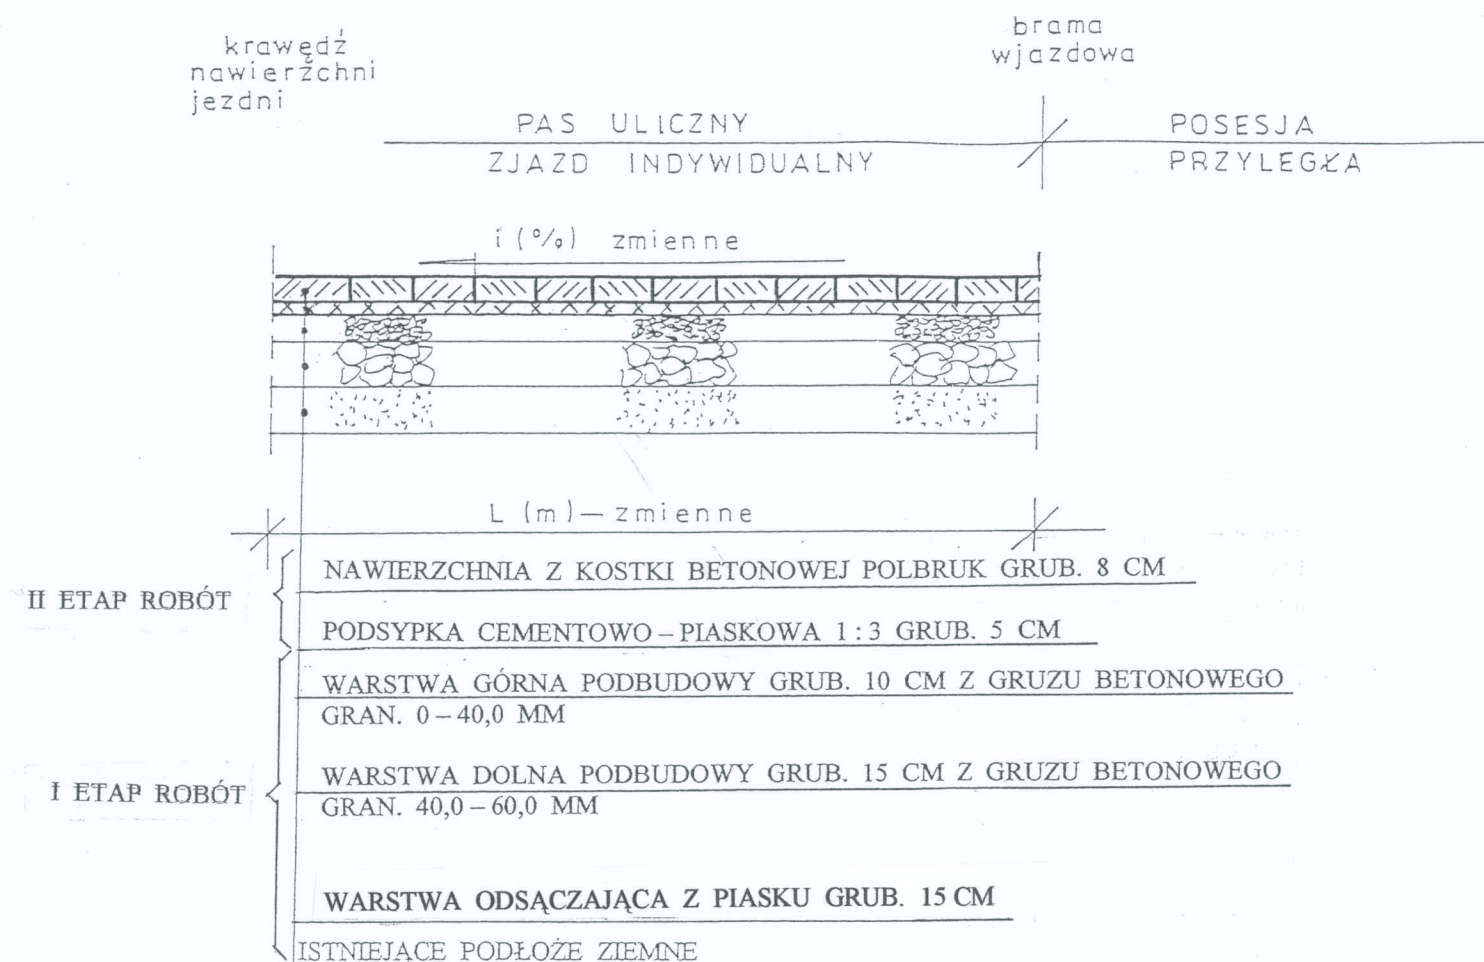 krawędź
nawierzchni
jezdni
brama
wjazdowa
PAS ULICZNY
ZJAZD INDYWIDUALNY
POSESJA
PRZYLEGŁA
i (%) zmienne
L (m) – zmienne
II ETAP ROBÓT
NAWIERZCHNIA Z KOSTKI BETONOWEJ POLBRUK GRUB. 8 CM
PODSYPKA CEMENTOWO – PIASKOWA 1 : 3 GRUB. 5 CM
I ETAP ROBÓT
WARSTWA GÓRNA PODBUDOWY GRUB. 10 CM Z GRUZU BETONOWEGO
GRAN. 0 – 40,0 MM
WARSTWA DOLNA PODBUDOWY GRUB. 15 CM Z GRUZU BETONOWEGO
GRAN. 40,0 – 60,0 MM
WARSTWA ODSĄCZAJĄCA Z PIASKU GRUB. 15 CM
ISTNIEJĄCE PODŁOŻE ZIEMNE